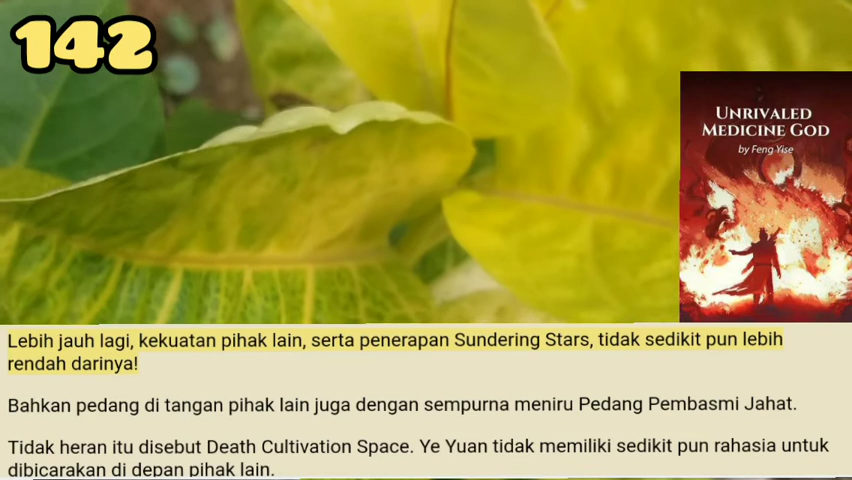 142
UNRIVALED
MEDICINE GOD
by Feng Yise
Lebih jauh lagi, kekuatan pihak lain, serta penerapan Sundering Stars, tidak sedikit pun lebih
rendah darinya!
Bahkan pedang di tangan pihak lain juga dengan sempurna meniru Pedang Pembasmi Jahat.
Tidak heran itu disebut Death Cultivation Space. Ye Yuan tidak memiliki sedikit pun rahasia untuk
dibicarakan di depan pihak lain.